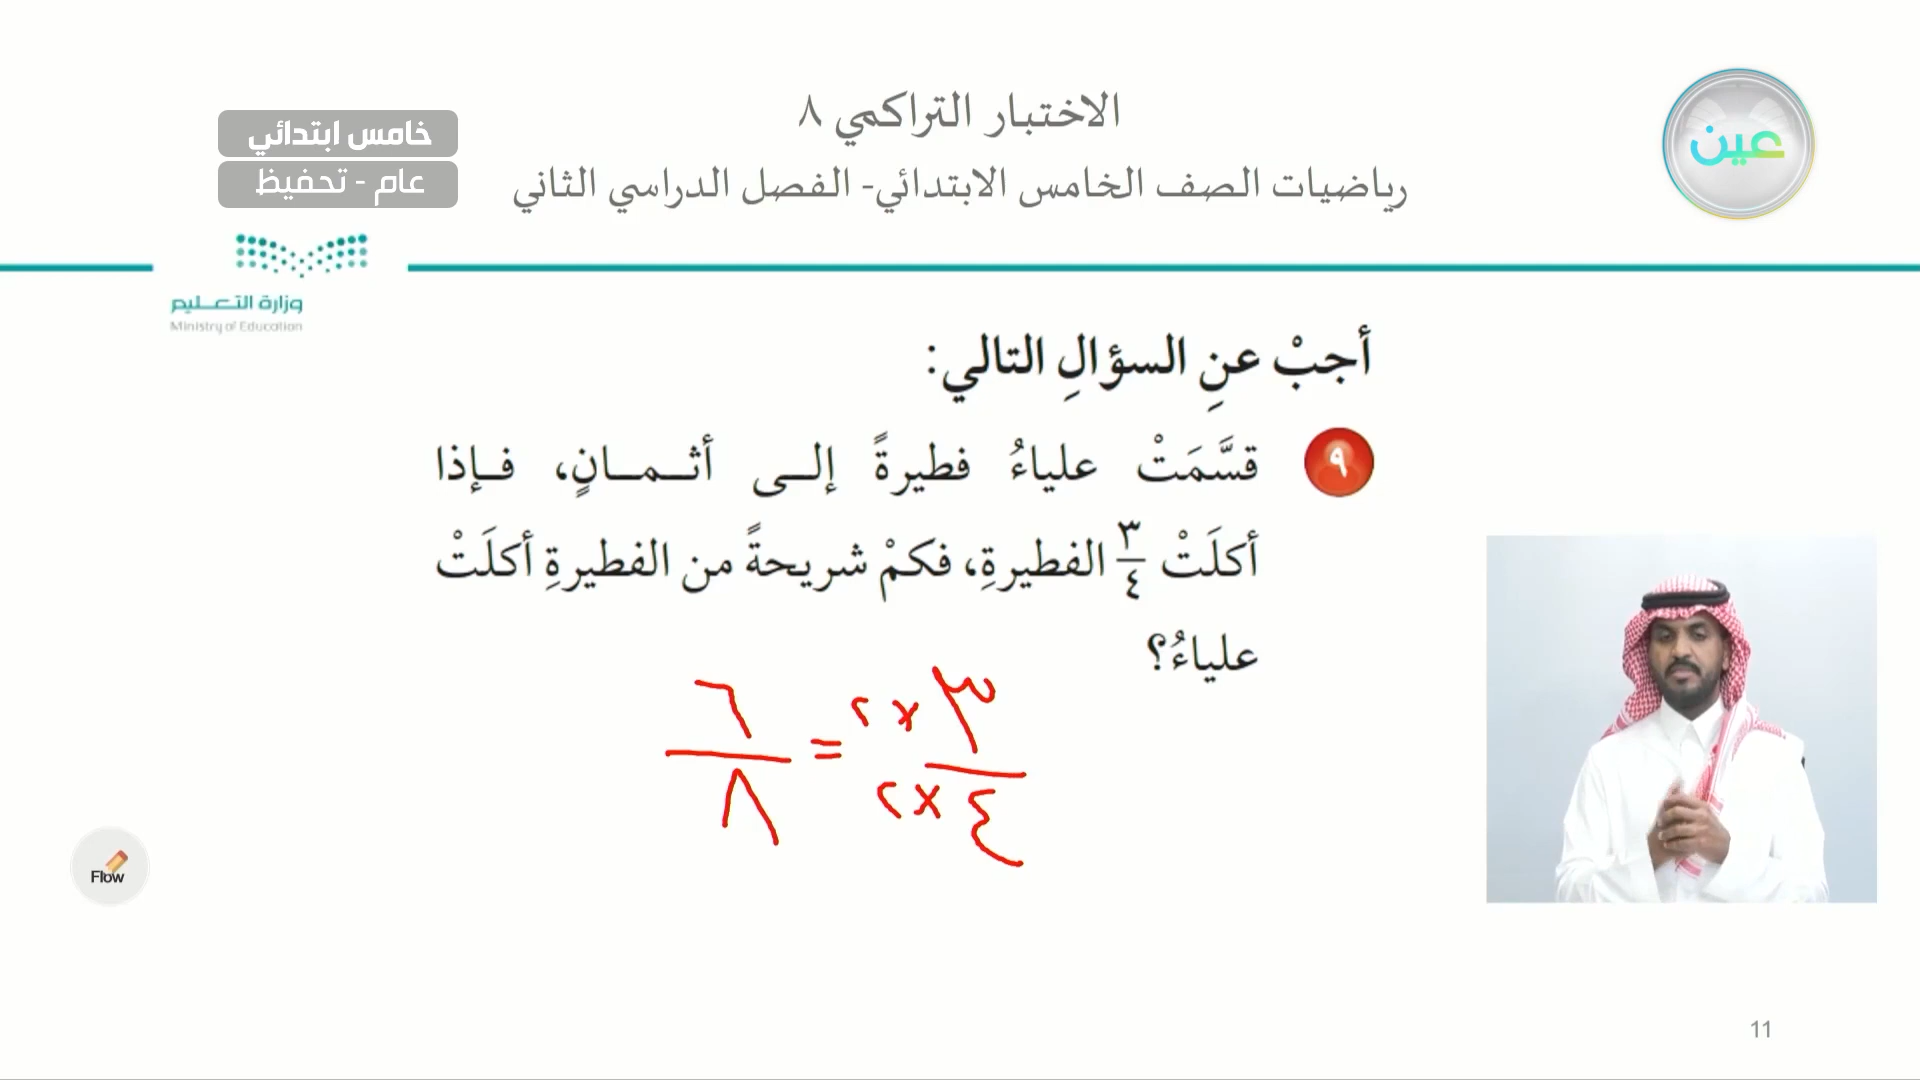 الاختبار التراكمي ٨
رياضيات الصف الخامس الابتدائي- الفصل الدراسي الثاني
عين
خامس ابتدائي
عام - تحفيظ
وزارة التعليم
Ministry of Education
أجبْ عنِ السؤالِ التالي:
٩ قسَّمَتْ علياءُ فطيرةً إلى أثمانٍ، فإذا
أكلَتْ ٣/٤ الفطيرةِ، فكمْ شريحةً من الفطيرةِ أكلَتْ
علياءُ؟
٣ × ٢ / ٤ × ٢ = ٦ / ٨
Flow
11